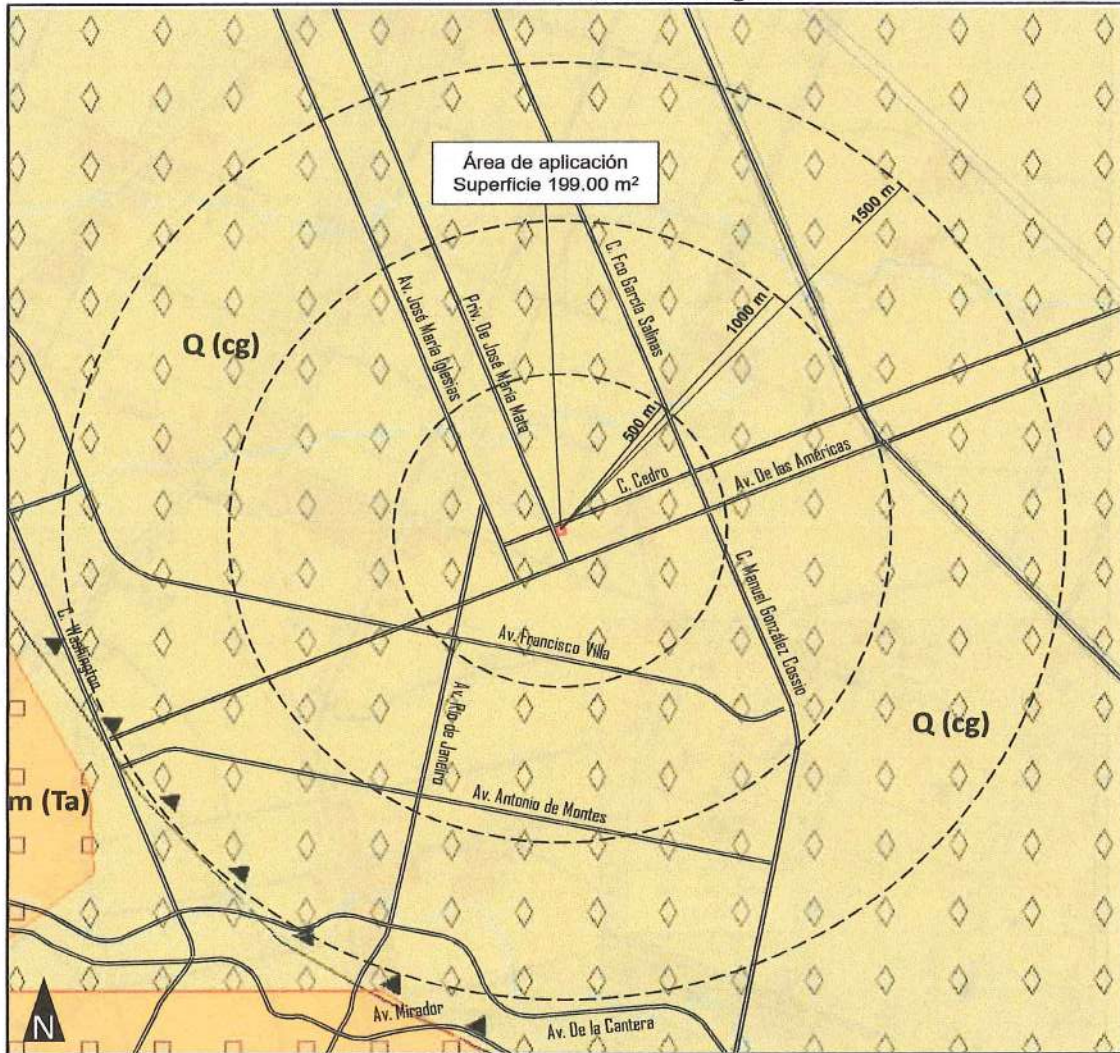 Área de aplicación
Superficie 199.00 m²
1500 m
1000 m
500 m
C. Fco García Salinas
Av. José María Iglesias
Priv. De José María Mata
Q (cg)
C. Cedro
Av. De las Américas
C. Manuel González Cossio
Av. Francisco Villa
C. Washington
Av. Río de Janeiro
Q (cg)
m (Ta)
Av. Antonio de Montes
Av. Mirador
Av. De la Cantera
N